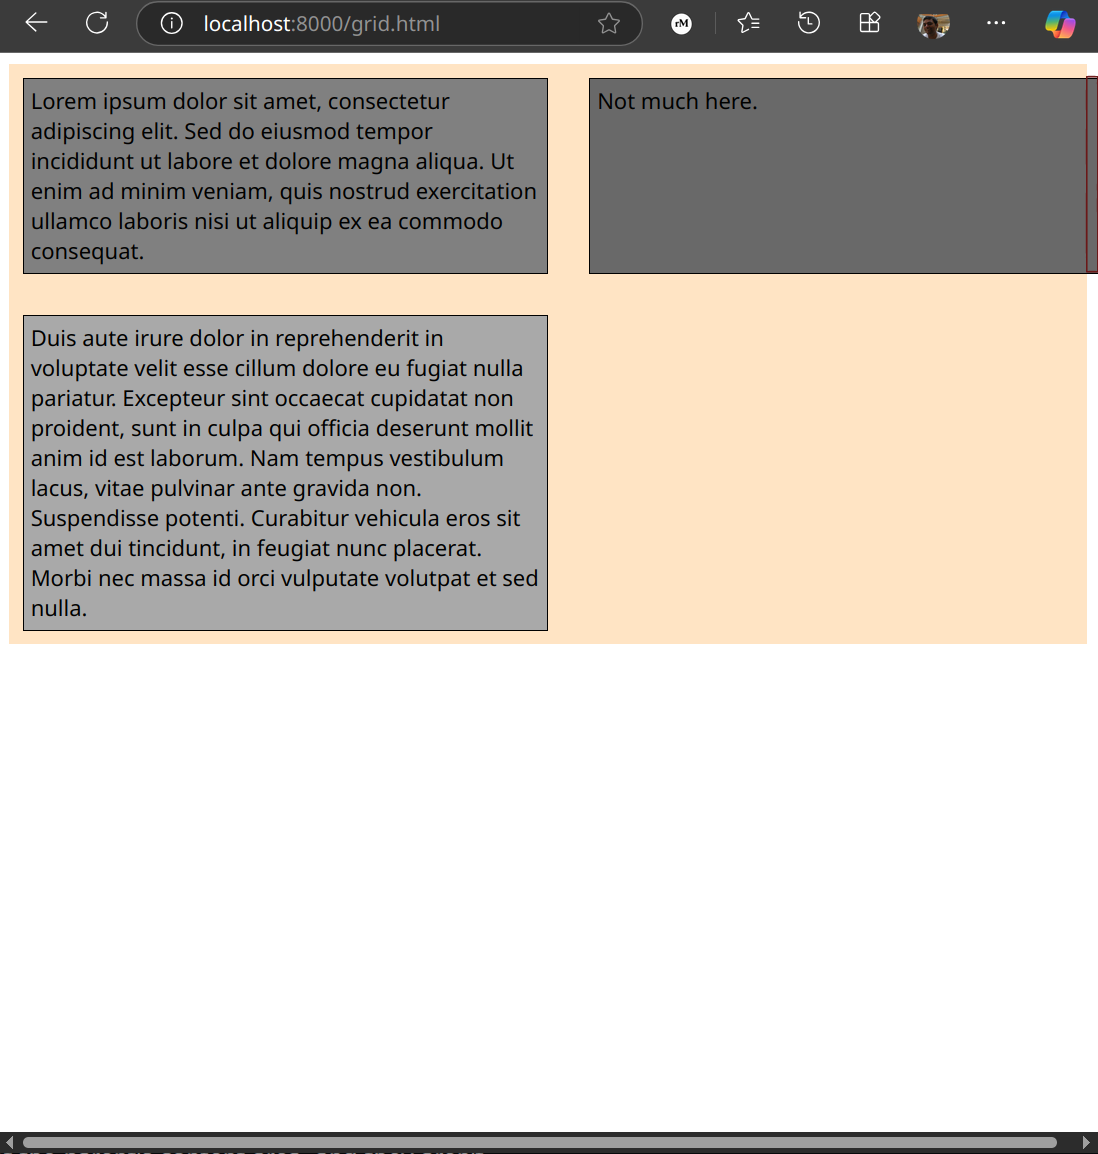 localhost:8000/grid.html
rM
Lorem ipsum dolor sit amet, consectetur
adipiscing elit. Sed do eiusmod tempor
incididunt ut labore et dolore magna aliqua. Ut
enim ad minim veniam, quis nostrud exercitation
ullamco laboris nisi ut aliquip ex ea commodo
consequat.
Not much here.
Duis aute irure dolor in reprehenderit in
voluptate velit esse cillum dolore eu fugiat nulla
pariatur. Excepteur sint occaecat cupidatat non
proident, sunt in culpa qui officia deserunt mollit
anim id est laborum. Nam tempus vestibulum
lacus, vitae pulvinar ante gravida non.
Suspendisse potenti. Curabitur vehicula eros sit
amet dui tincidunt, in feugiat nunc placerat.
Morbi nec massa id orci vulputate volutpat et sed
nulla.